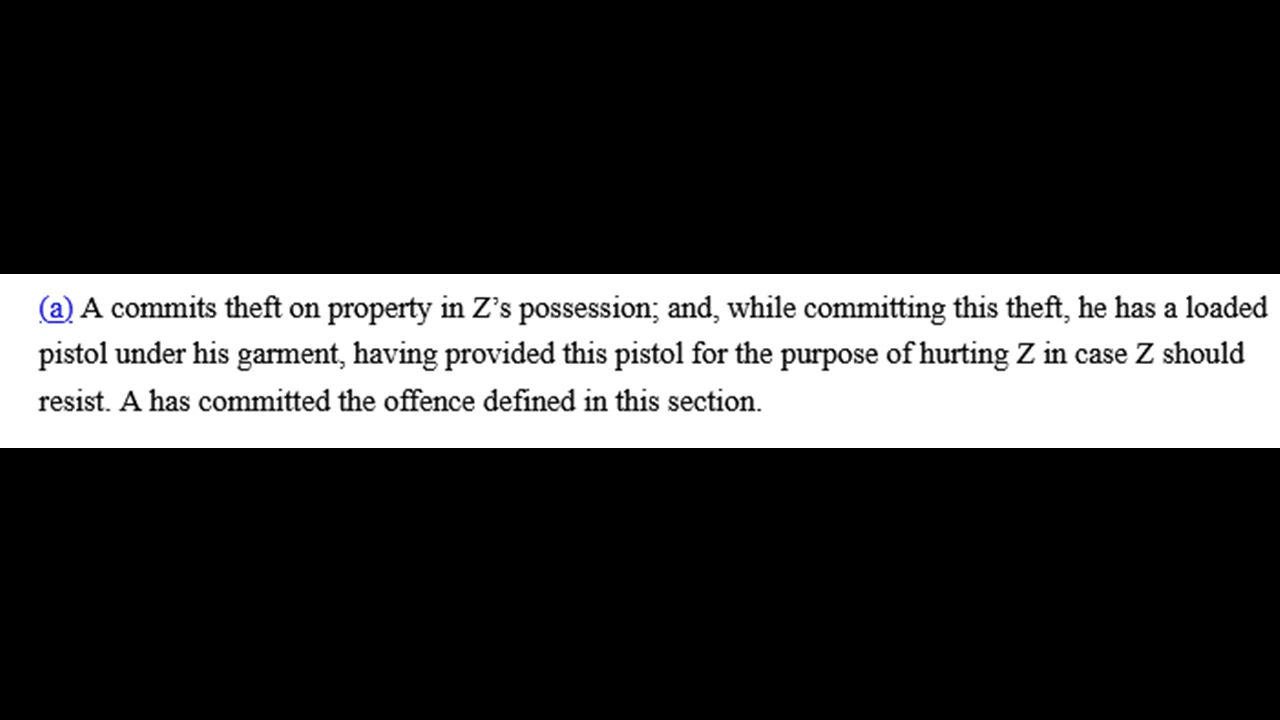 (a) A commits theft on property in Z’s possession; and, while committing this theft, he has a loaded
pistol under his garment, having provided this pistol for the purpose of hurting Z in case Z should
resist. A has committed the offence defined in this section.